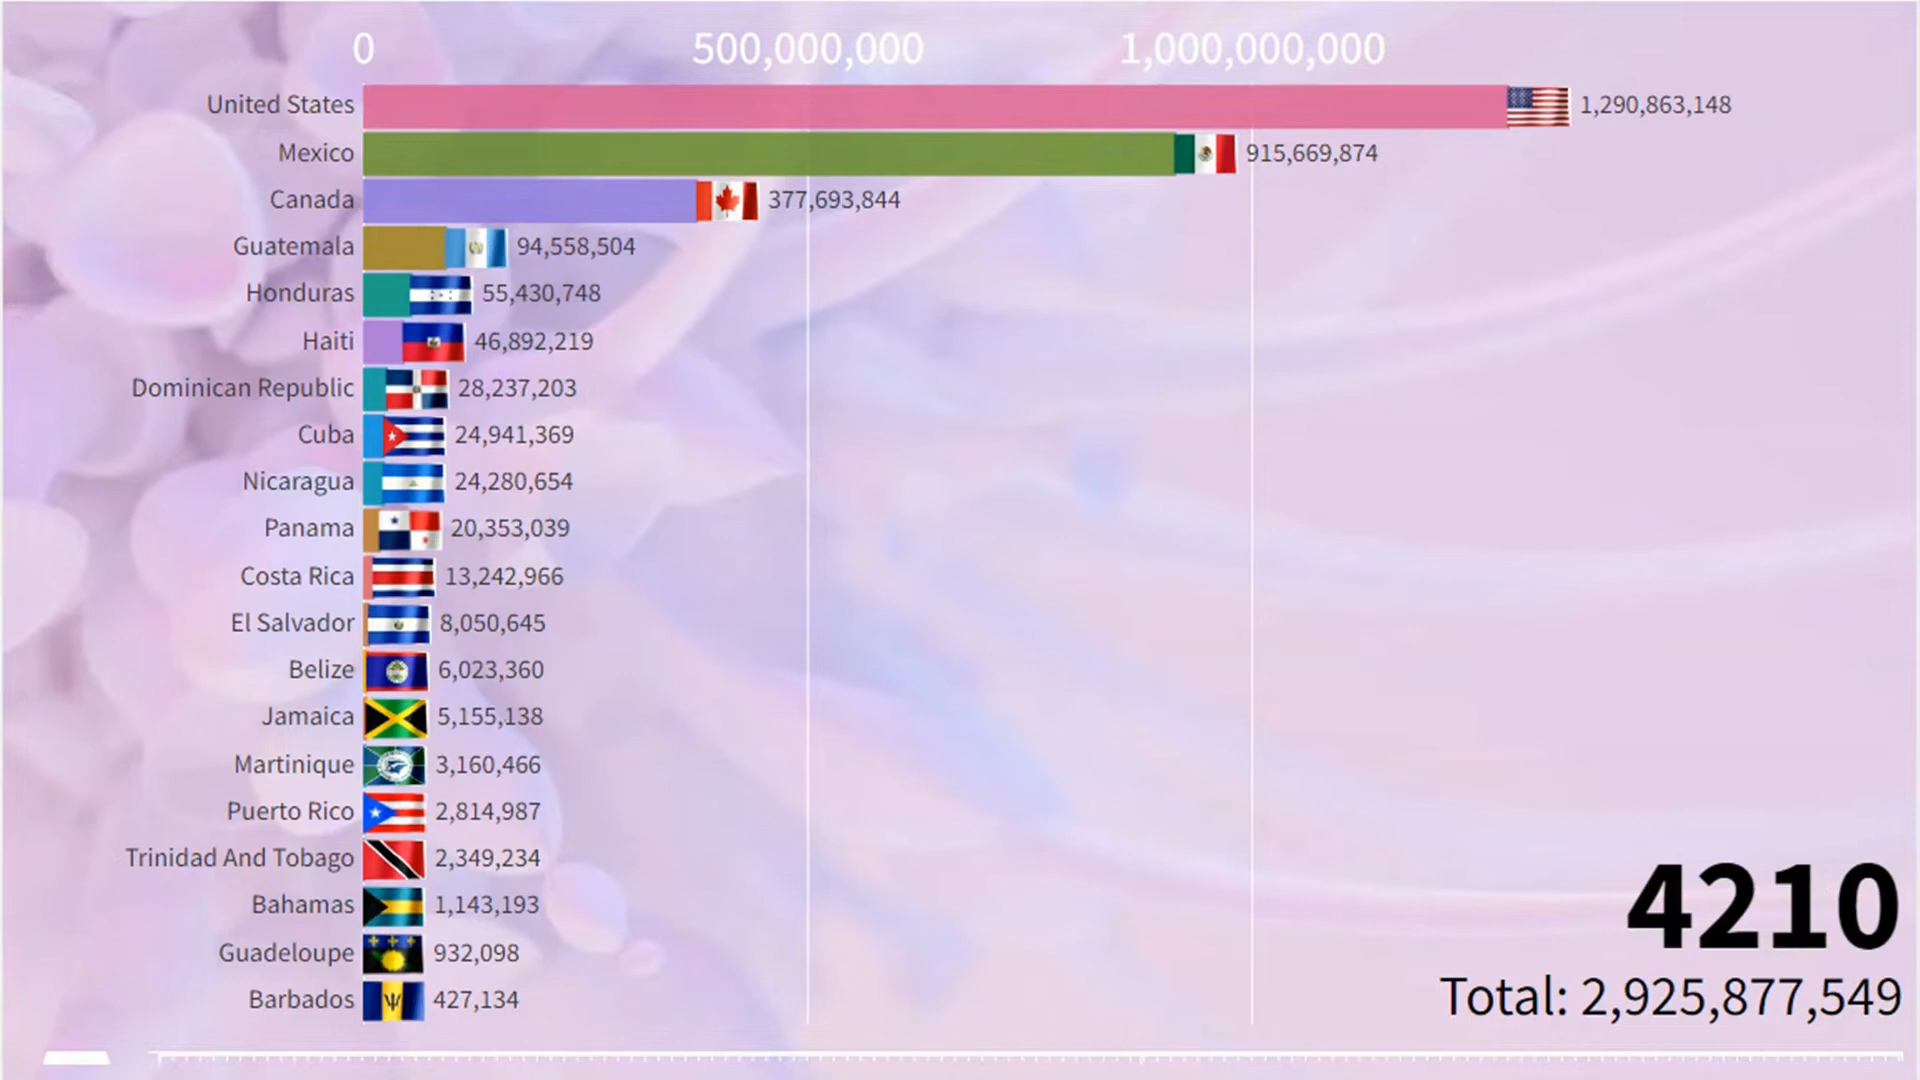 0 500,000,000 1,000,000,000
United States 1,290,863,148
Mexico 915,669,874
Canada 377,693,844
Guatemala 94,558,504
Honduras 55,430,748
Haiti 46,892,219
Dominican Republic 28,237,203
Cuba 24,941,369
Nicaragua 24,280,654
Panama 20,353,039
Costa Rica 13,242,966
El Salvador 8,050,645
Belize 6,023,360
Jamaica 5,155,138
Martinique 3,160,466
Puerto Rico 2,814,987
Trinidad And Tobago 2,349,234
Bahamas 1,143,193
Guadeloupe 932,098
Barbados 427,134
4210
Total: 2,925,877,549